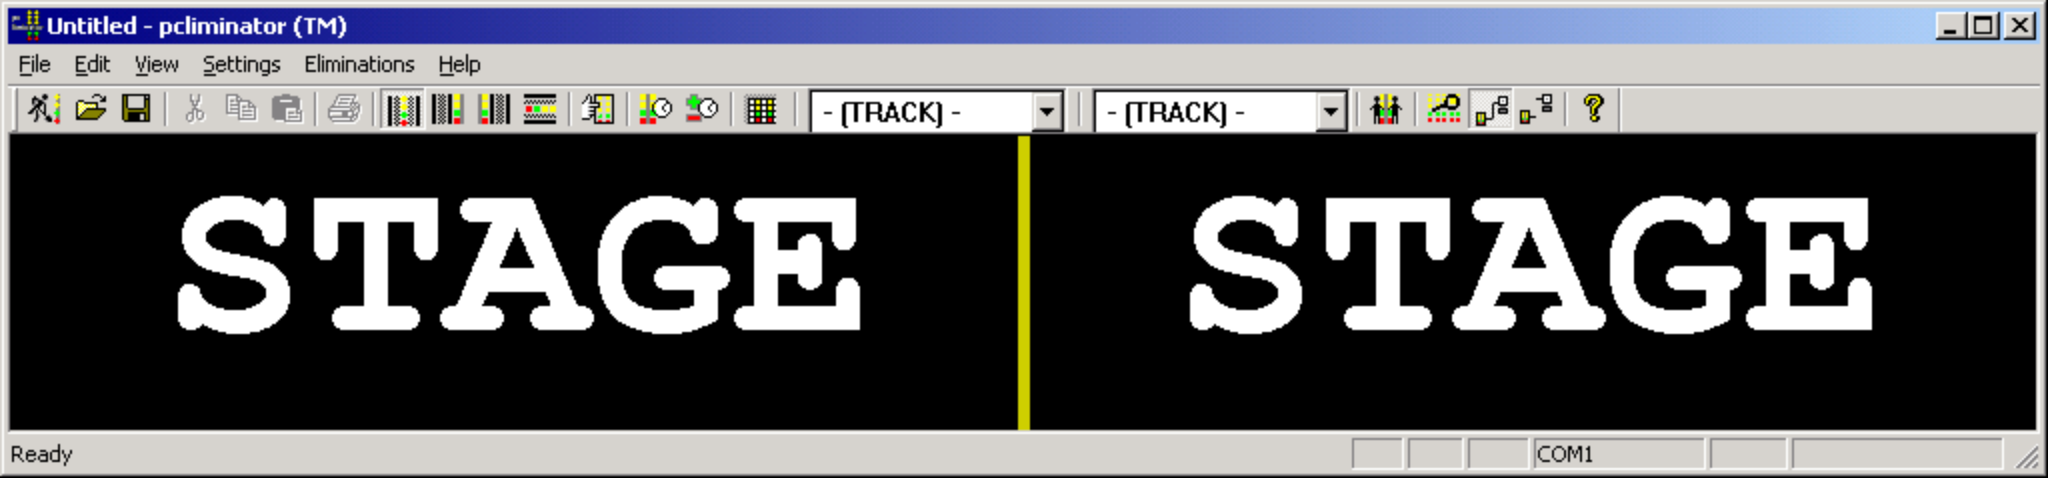 Untitled - pcliminator (TM)
File Edit View Settings Eliminations Help
- (TRACK) - - (TRACK) -
STAGE STAGE
Ready COM1